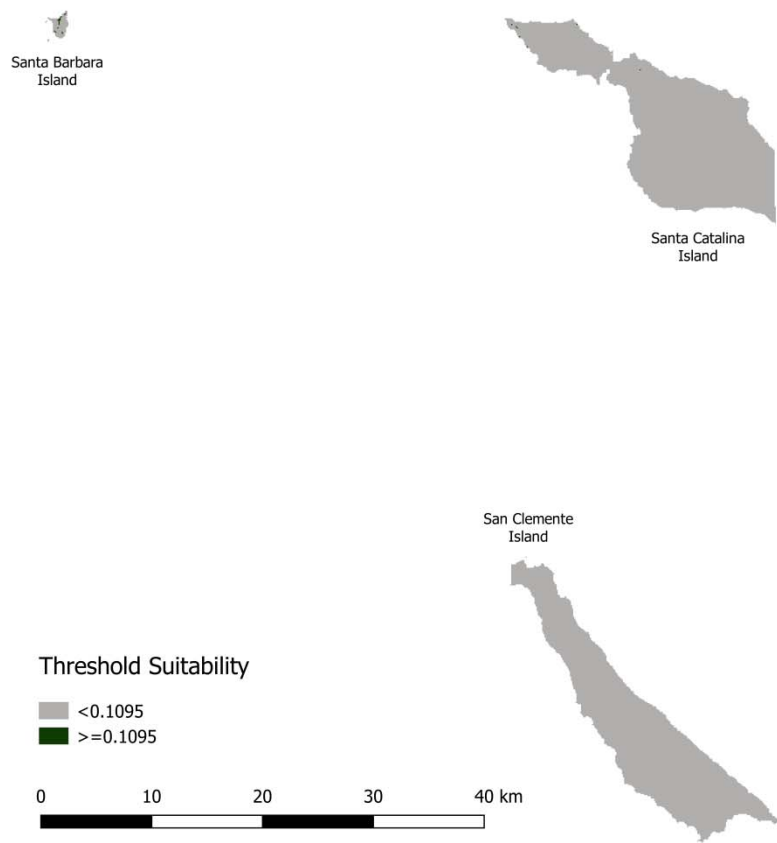 Santa Barbara
Island
Santa Catalina
Island
San Clemente
Island
Threshold Suitability
<0.1095
>=0.1095
0 10 20 30 40 km